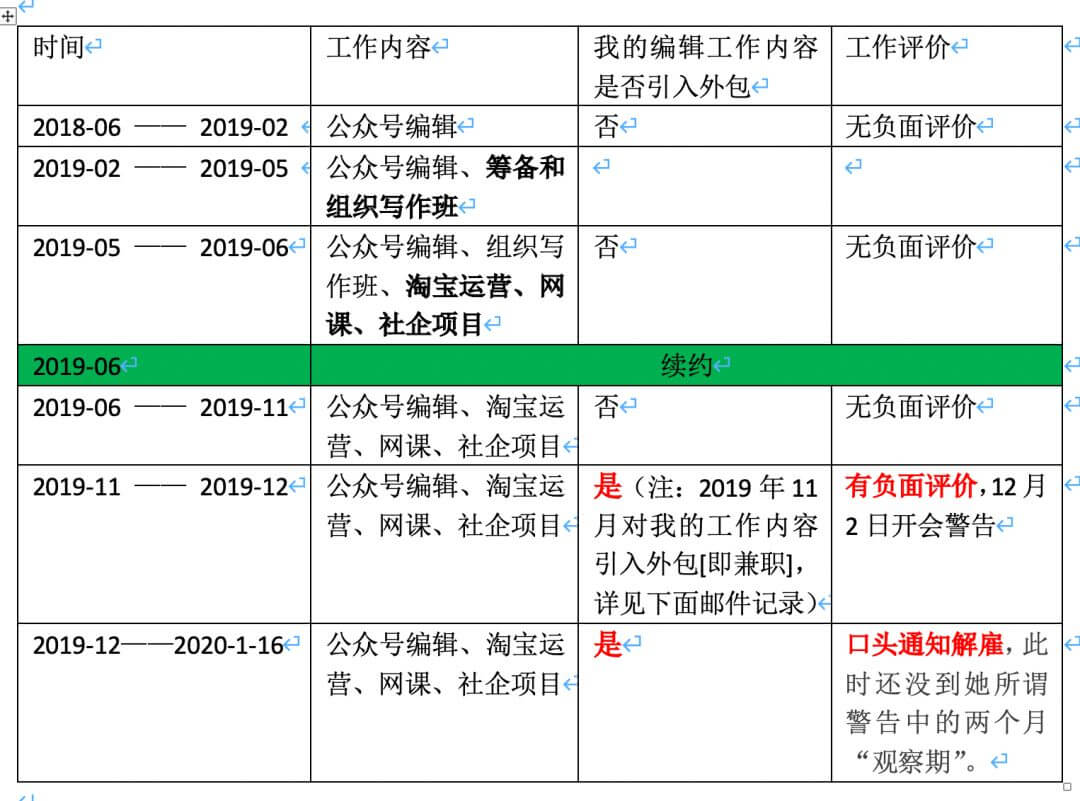 时间 工作内容 我的编辑工作内容 工作评价
是否引入外包
2018-06 —— 2019-02 公众号编辑 否 无负面评价
2019-02 —— 2019-05 公众号编辑、筹备和
组织写作班
2019-05 —— 2019-06 公众号编辑、组织写 否 无负面评价
作班、淘宝运营、网
课、社企项目
2019-06 续约
2019-06 —— 2019-11 公众号编辑、淘宝运 否 无负面评价
营、网课、社企项目
2019-11 —— 2019-12 公众号编辑、淘宝运 是（注：2019 年 11 有负面评价，12 月
营、网课、社企项目 月对我的工作内容 2 日开会警告
引入外包[即兼职]，
详见下面邮件记录）
2019-12——2020-1-16 公众号编辑、淘宝运 是 口头通知解雇，此
营、网课、社企项目 时还没到她所谓
警告中的两个月
“观察期”。